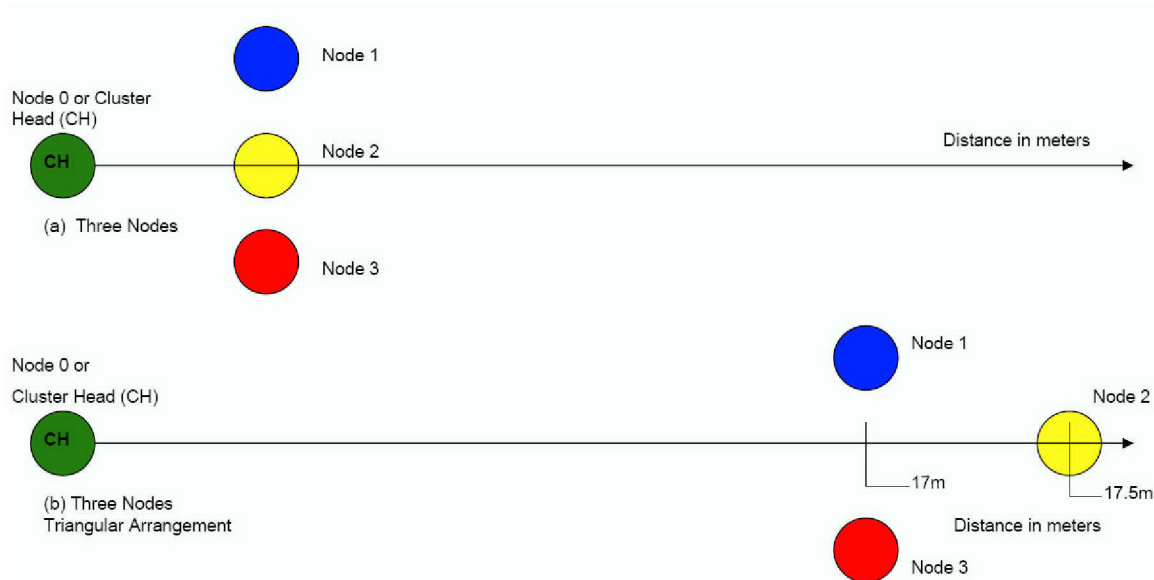 Node 1
Node 0 or Cluster
Head (CH)
CH
Node 2
Distance in meters
(a) Three Nodes
Node 3
Node 0 or
Cluster Head (CH)
Node 1
Node 2
CH
17m
17.5m
(b) Three Nodes
Triangular Arrangement
Distance in meters
Node 3